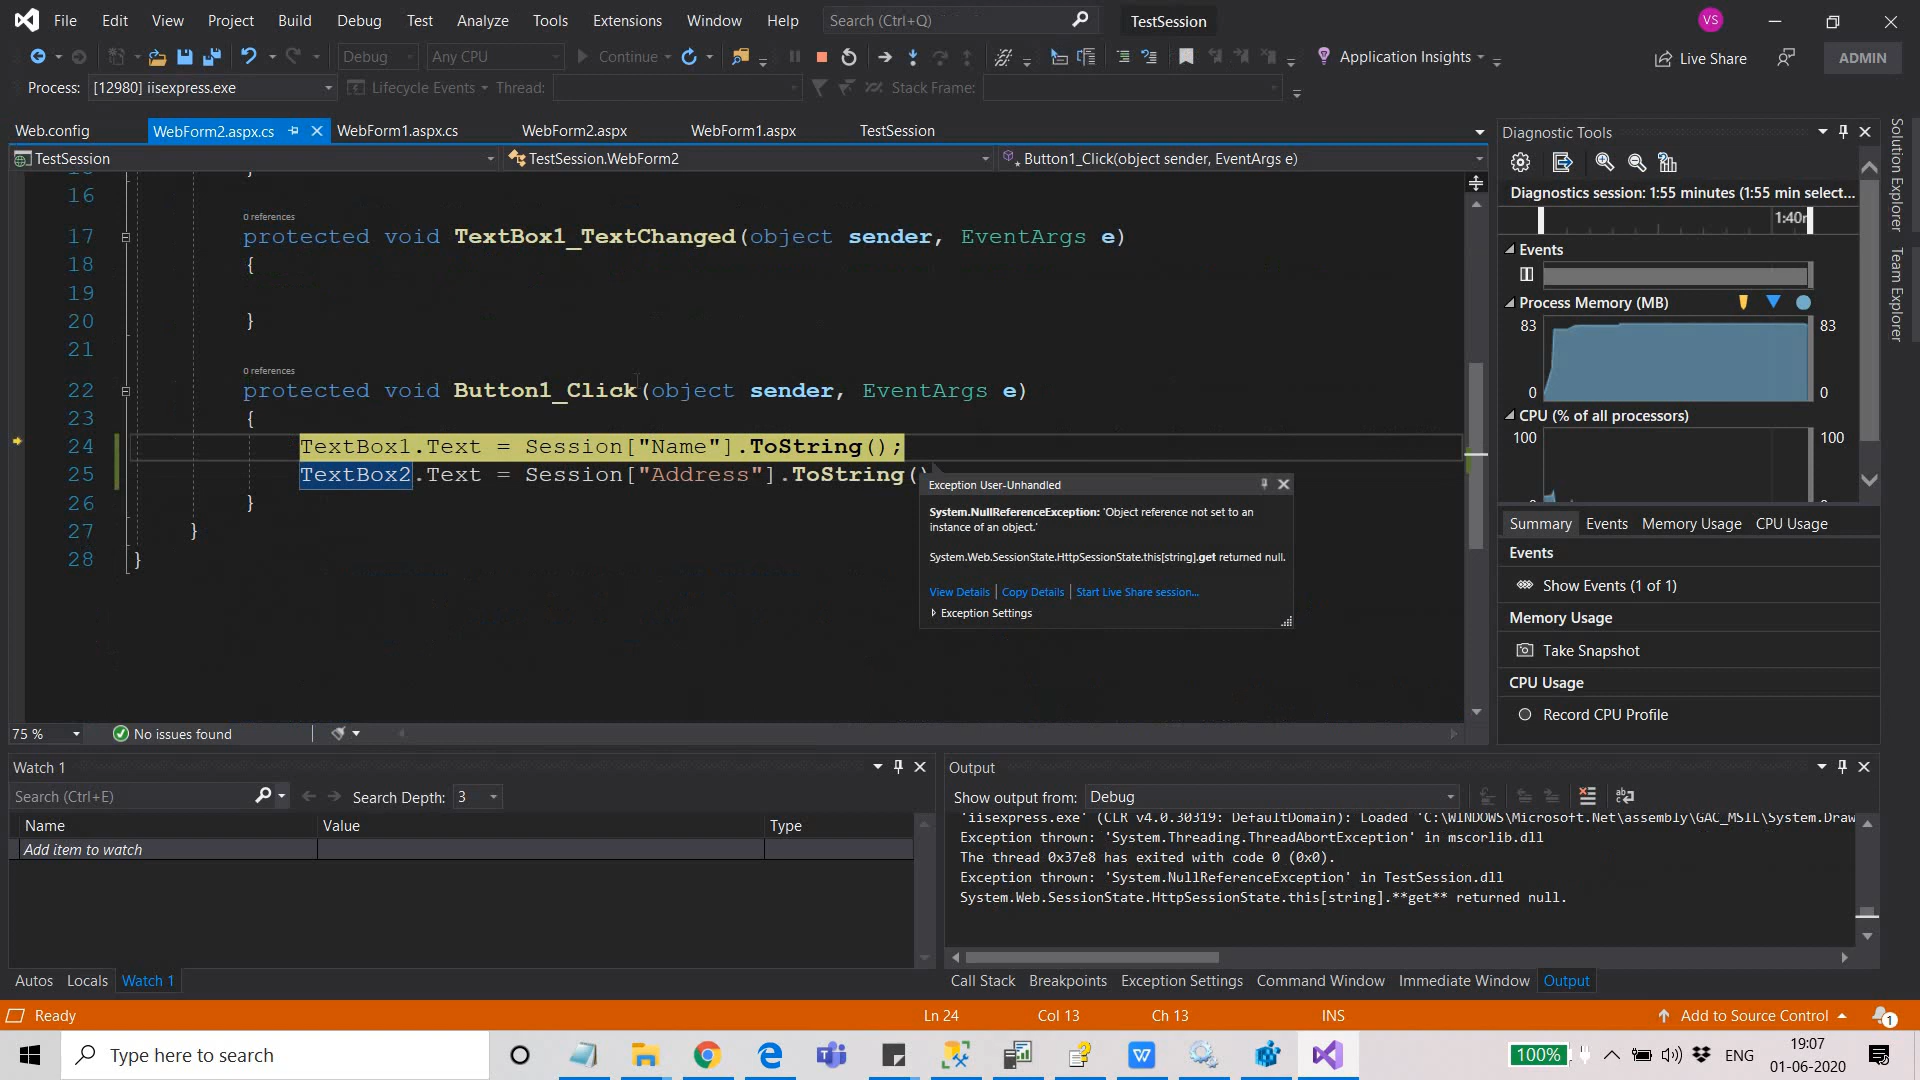 File Edit View Project Build Debug Test Analyze Tools Extensions Window Help Search (Ctrl+Q) TestSession VS
Debug Any CPU Continue Application Insights Live Share ADMIN
Process: [12980] iisexpress.exe Lifecycle Events Thread: Stack Frame:
Web.config WebForm2.aspx.cs WebForm1.aspx.cs WebForm2.aspx WebForm1.aspx TestSession
TestSession TestSession.WebForm2 Button1_Click(object sender, EventArgs e)
16
0 references
17 protected void TextBox1_TextChanged(object sender, EventArgs e)
18 {
19
20 }
21
0 references
22 protected void Button1_Click(object sender, EventArgs e)
23 {
24 TextBox1.Text = Session["Name"].ToString();
25 TextBox2.Text = Session["Address"].ToString()
26 }
27 }
28 }
Exception User-Unhandled
System.NullReferenceException: 'Object reference not set to an
instance of an object.'
System.Web.SessionState.HttpSessionState.this[string].get returned null.
View Details | Copy Details | Start Live Share session...
Exception Settings
75 % No issues found
Diagnostic Tools
Diagnostics session: 1:55 minutes (1:55 min select...
Events
Process Memory (MB)
83 83
0 0
CPU (% of all processors)
100 100
Summary Events Memory Usage CPU Usage
Events
Show Events (1 of 1)
Memory Usage
Take Snapshot
CPU Usage
Record CPU Profile
Solution Explorer
Team Explorer
Watch 1
Search (Ctrl+E) Search Depth: 3
Name Value Type
Add item to watch
Autos Locals Watch 1
Output
Show output from: Debug
'iisexpress.exe' (CLR v4.0.30319: DefaultDomain): Loaded 'C:\WINDOWS\Microsoft.Net\assembly\GAC_MSIL\System.Draw
Exception thrown: 'System.Threading.ThreadAbortException' in mscorlib.dll
The thread 0x37e8 has exited with code 0 (0x0).
Exception thrown: 'System.NullReferenceException' in TestSession.dll
System.Web.SessionState.HttpSessionState.this[string].**get** returned null.
Call Stack Breakpoints Exception Settings Command Window Immediate Window Output
Ready Ln 24 Col 13 Ch 13 INS Add to Source Control 1
Type here to search 100% ENG 19:07
01-06-2020